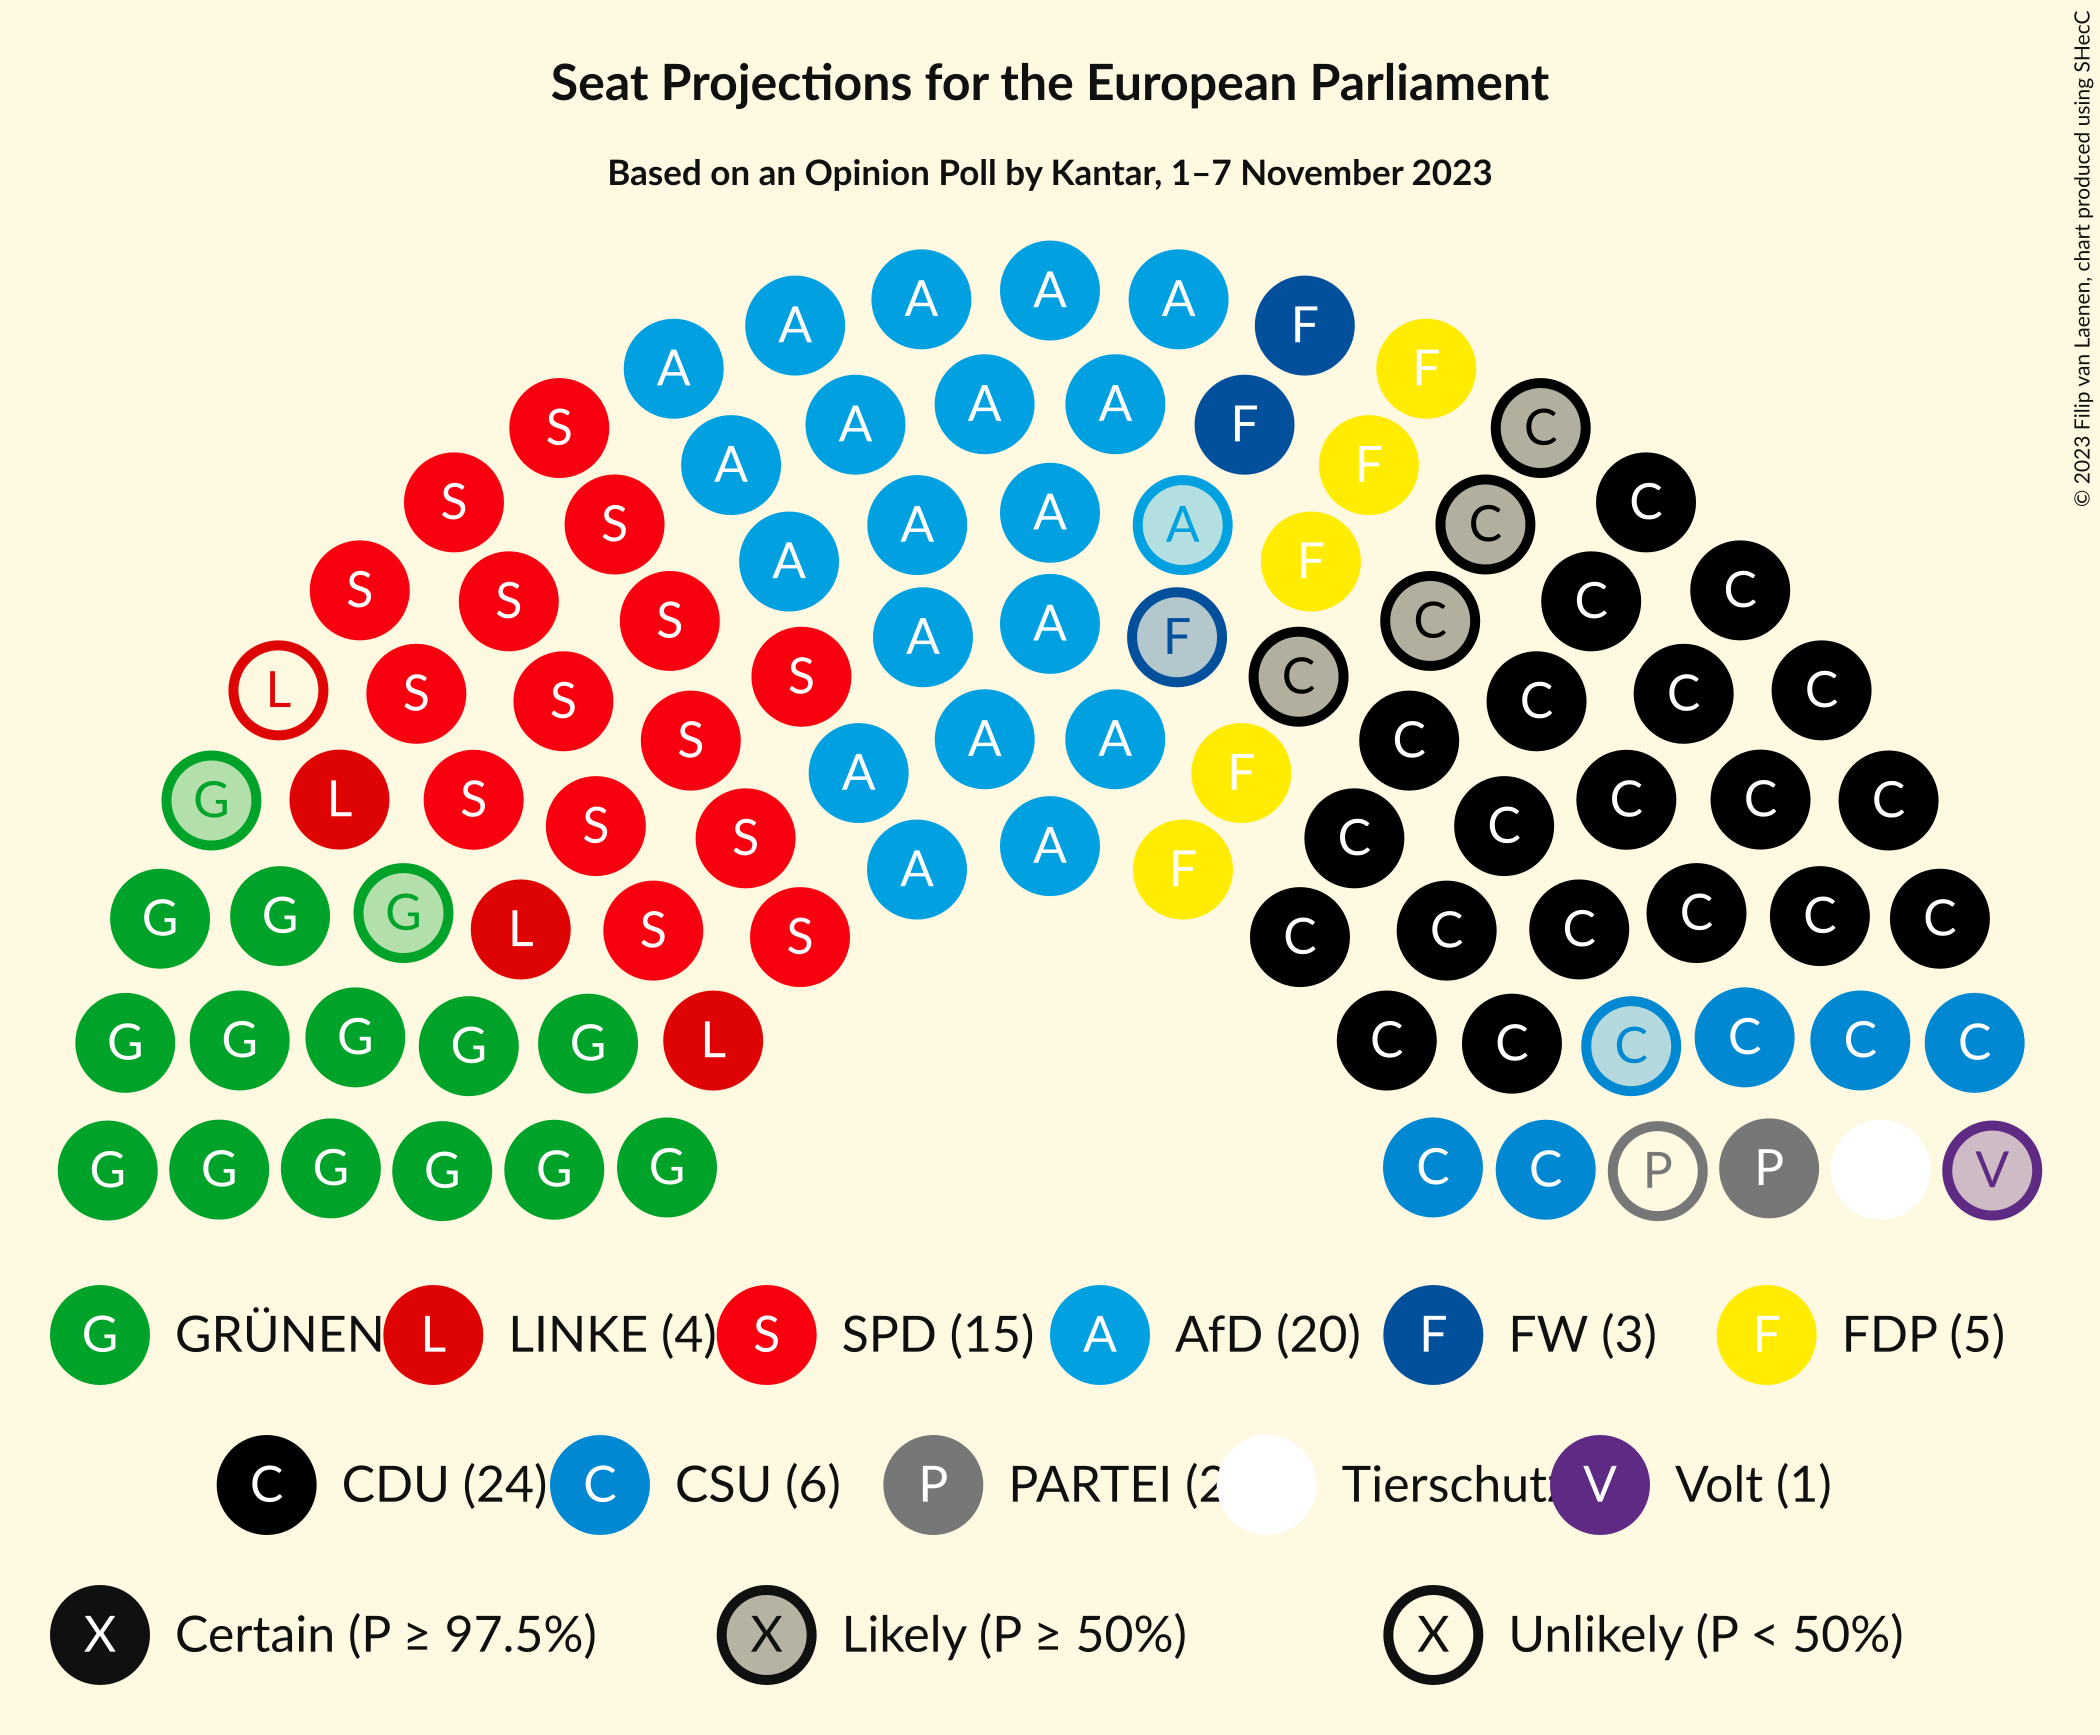 Seat Projections for the European Parliament
Based on an Opinion Poll by Kantar, 1–7 November 2023
© 2023 Filip van Laenen, chart produced using SHecC
A A A A A F F
S A A A A F F C
S S A A A A F C C
S S S A A F C C C C
L S S S S A A A F C C C C C
G L S S S A A F C C C C C
G G G L S S C C C C C C
G G G G G L C C C C C C
G G G G G G C C P P V
G GRÜNEN L LINKE (4) S SPD (15) A AfD (20) F FW (3) F FDP (5)
C CDU (24) C CSU (6) P PARTEI (2 Tierschutz V Volt (1)
X Certain (P ≥ 97.5%) X Likely (P ≥ 50%) X Unlikely (P < 50%)